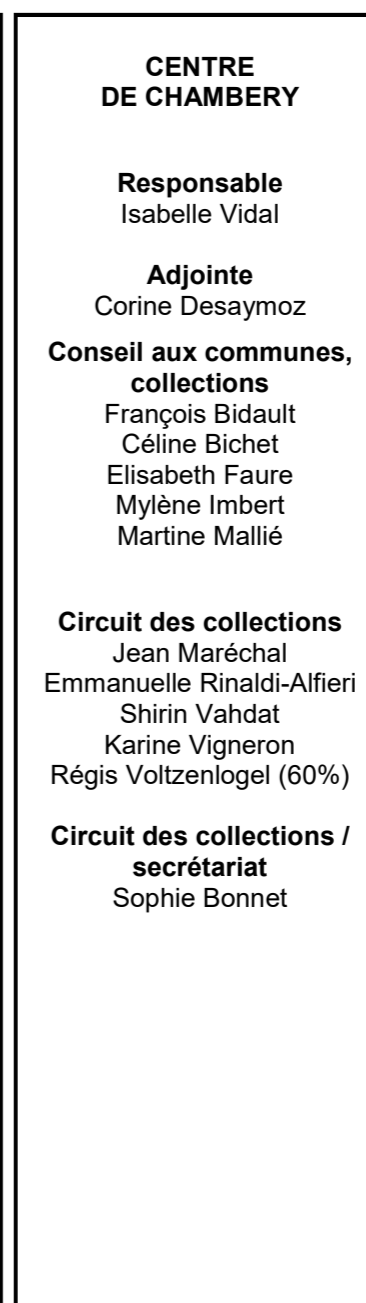 CENTRE
DE CHAMBERY
Responsable
Isabelle Vidal
Adjointe
Corine Desaymoz
Conseil aux communes,
collections
François Bidault
Céline Bichet
Elisabeth Faure
Mylène Imbert
Martine Mallié
Circuit des collections
Jean Maréchal
Emmanuelle Rinaldi-Alfieri
Shirin Vahdat
Karine Vigneron
Régis Voltzenlogel (60%)
Circuit des collections /
secrétariat
Sophie Bonnet